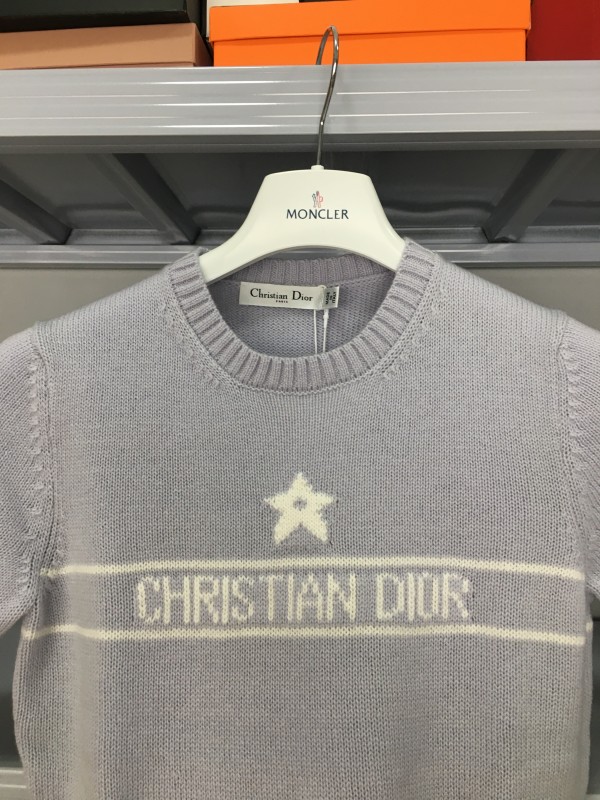 MONCLER
Christian Dior
PARIS
CHRISTIAN DIOR